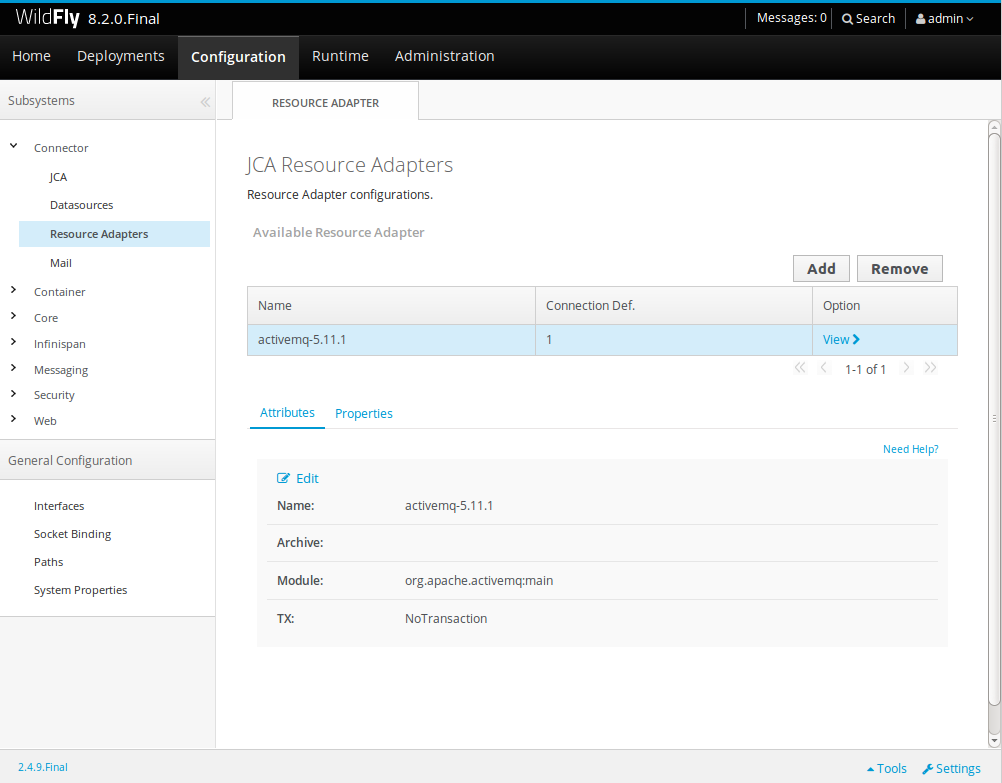 WildFly 8.2.0.Final
Messages: 0
Search
admin
Home
Deployments
Configuration
Runtime
Administration
Subsystems
Connector
JCA
Datasources
Resource Adapters
Mail
Container
Core
Infinispan
Messaging
Security
Web
General Configuration
Interfaces
Socket Binding
Paths
System Properties
RESOURCE ADAPTER
JCA Resource Adapters
Resource Adapter configurations.
Available Resource Adapter
Add
Remove
Name
Connection Def.
Option
activemq-5.11.1
1
View
1-1 of 1
Attributes
Properties
Need Help?
Edit
Name: activemq-5.11.1
Archive:
Module: org.apache.activemq:main
TX: NoTransaction
2.4.9.Final
Tools
Settings